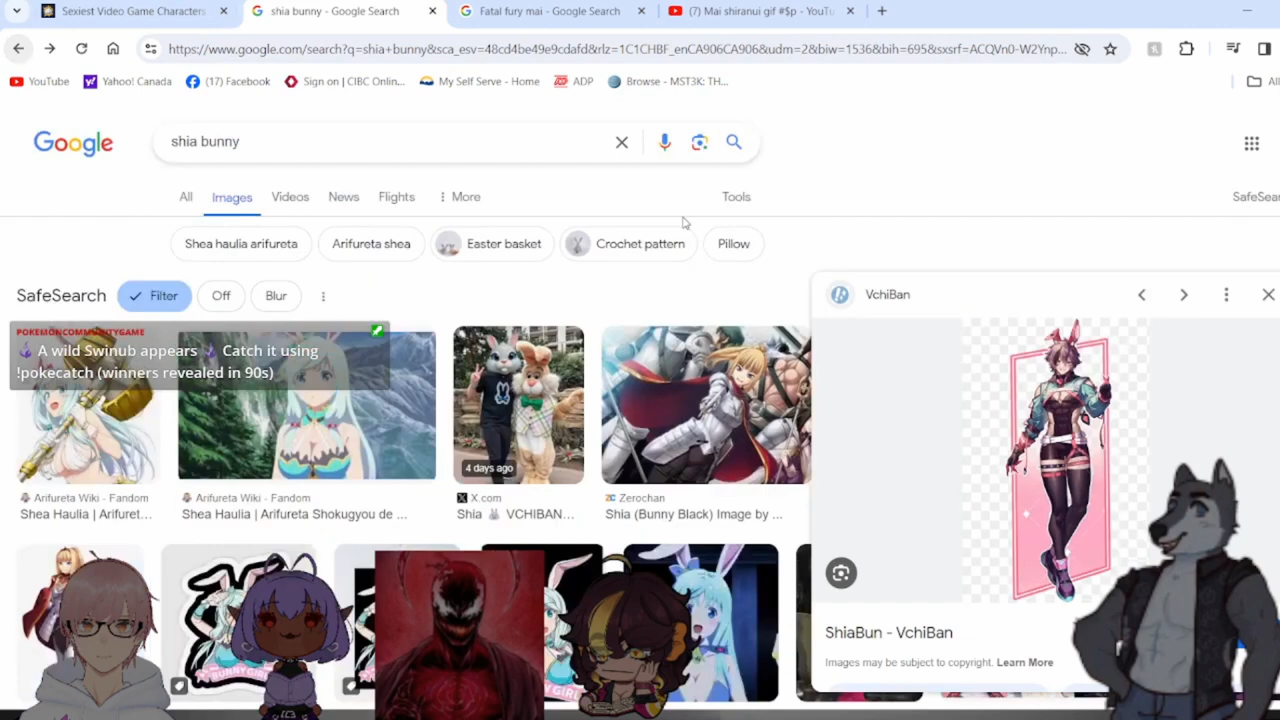 Sexiest Video Game Characters
shia bunny - Google Search
Fatal fury mai - Google Search
(7) Mai shiranui gif #$p - YouTu
https://www.google.com/search?q=shia+bunny&sca_esv=48cd4be49e9cdafd&rlz=1C1CHBF_enCA906CA906&udm=2&biw=1536&bih=695&sxsrf=ACQVn0-W2Ynp...
YouTube
Yahoo! Canada
(17) Facebook
Sign on | CIBC Onlin...
My Self Serve - Home
ADP
Browse - MST3K: TH...
All
Google
shia bunny
All
Images
Videos
News
Flights
More
Tools
SafeSear
Shea haulia arifureta
Arifureta shea
Easter basket
Crochet pattern
Pillow
SafeSearch
Filter
Off
Blur
VchiBan
POKEMONCOMMUNITYGAME
A wild Swinub appears Catch it using
!pokecatch (winners revealed in 90s)
4 days ago
Arifureta Wiki - Fandom
Shea Haulia | Arifuret...
Arifureta Wiki - Fandom
Shea Haulia | Arifureta Shokugyou de ...
X.com
Shia 🐰 VCHIBAN...
Zerochan
Shia (Bunny Black) Image by ...
ShiaBun - VchiBan
Images may be subject to copyright. Learn More